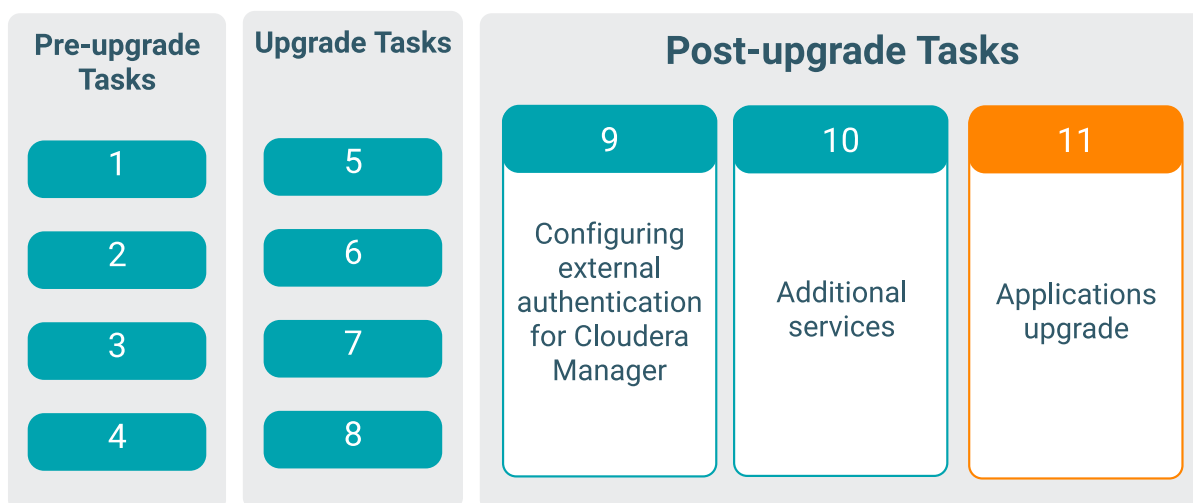 Pre-upgrade
Tasks
1
2
3
4
Upgrade Tasks
5
6
7
8
Post-upgrade Tasks
9
Configuring
external
authentication
for Cloudera
Manager
10
Additional
services
11
Applications
upgrade